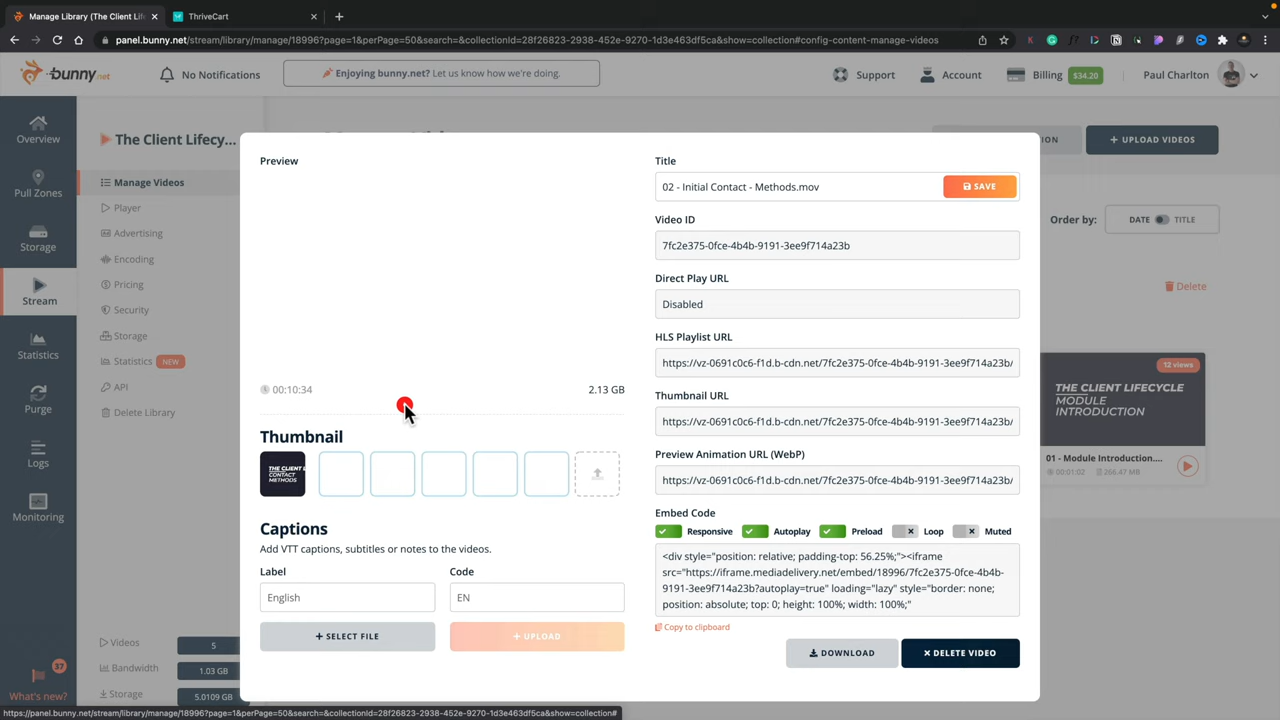 Manage Library (The Client Lif
ThriveCart
panel.bunny.net/stream/library/manage/18996?page=1&perPage=50&search=&collectionId=28f26823-2938-452e-9270-1d3e463df5ca&show=collection#config-content-manage-videos
bunny.net
No Notifications
Enjoying bunny.net? Let us know how we're doing.
Support
Account
Billing
$34.20
Paul Charlton
Overview
Pull Zones
Storage
Stream
Statistics
Purge
Logs
Monitoring
37
What's new?
The Client Lifecy...
Manage Videos
Player
Advertising
Encoding
Pricing
Security
Storage
Statistics NEW
API
Delete Library
Videos 5
Bandwidth 1.03 GB
Storage 5.0109 GB
ION
+ UPLOAD VIDEOS
Order by:
DATE TITLE
Delete
12 views
THE CLIENT LIFECYCLE
MODULE
INTRODUCTION
01 - Module Introduction....
00:01:02 266.47 MB
Preview
00:10:34
2.13 GB
Thumbnail
THE CLIENT L
CONTACT
METHODS
Captions
Add VTT captions, subtitles or notes to the videos.
Label
Code
English
EN
+ SELECT FILE
+ UPLOAD
Title
02 - Initial Contact - Methods.mov
SAVE
Video ID
7fc2e375-0fce-4b4b-9191-3ee9f714a23b
Direct Play URL
Disabled
HLS Playlist URL
https://vz-0691c0c6-f1d.b-cdn.net/7fc2e375-0fce-4b4b-9191-3ee9f714a23b/
Thumbnail URL
https://vz-0691c0c6-f1d.b-cdn.net/7fc2e375-0fce-4b4b-9191-3ee9f714a23b/
Preview Animation URL (WebP)
https://vz-0691c0c6-f1d.b-cdn.net/7fc2e375-0fce-4b4b-9191-3ee9f714a23b/
Embed Code
Responsive Autoplay Preload Loop Muted
<div style="position: relative; padding-top: 56.25%;"><iframe
src="https://iframe.mediadelivery.net/embed/18996/7fc2e375-0fce-4b4b-
9191-3ee9f714a23b?autoplay=true" loading="lazy" style="border: none;
position: absolute; top: 0; height: 100%; width: 100%;"
Copy to clipboard
DOWNLOAD
DELETE VIDEO
https://panel.bunny.net/stream/library/manage/18996?page=1&perPage=50&search=&collectionId=28f26823-2938-452e-9270-1d3e463df5ca&show=collection#